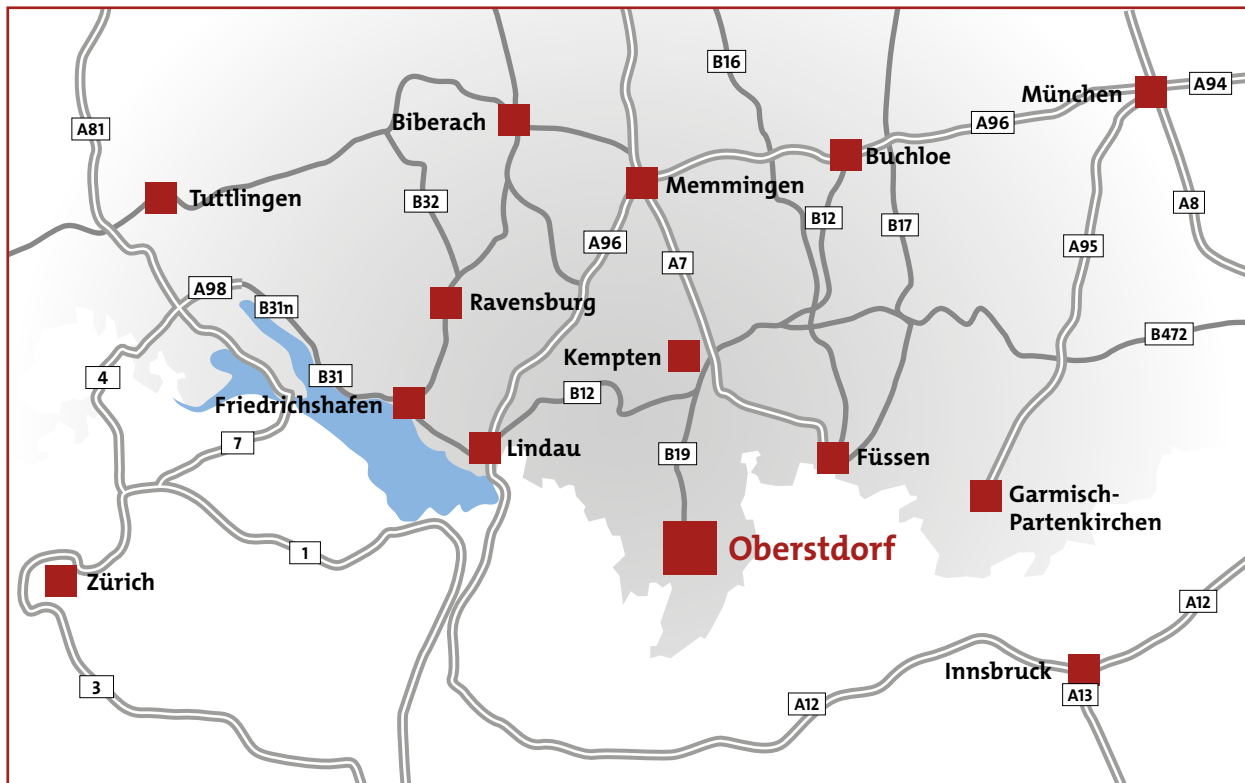 B16
A94
München
A81
Biberach
A96
Buchloe
Tuttlingen
Memmingen
B32
B12
B17
A8
A96
A7
A95
A98
B31n
Ravensburg
B472
Kempten
4
B31
B12
Friedrichshafen
7
Lindau
B19
Füssen
Garmisch-
Partenkirchen
1
Oberstdorf
Zürich
A12
Innsbruck
3
A13
A12